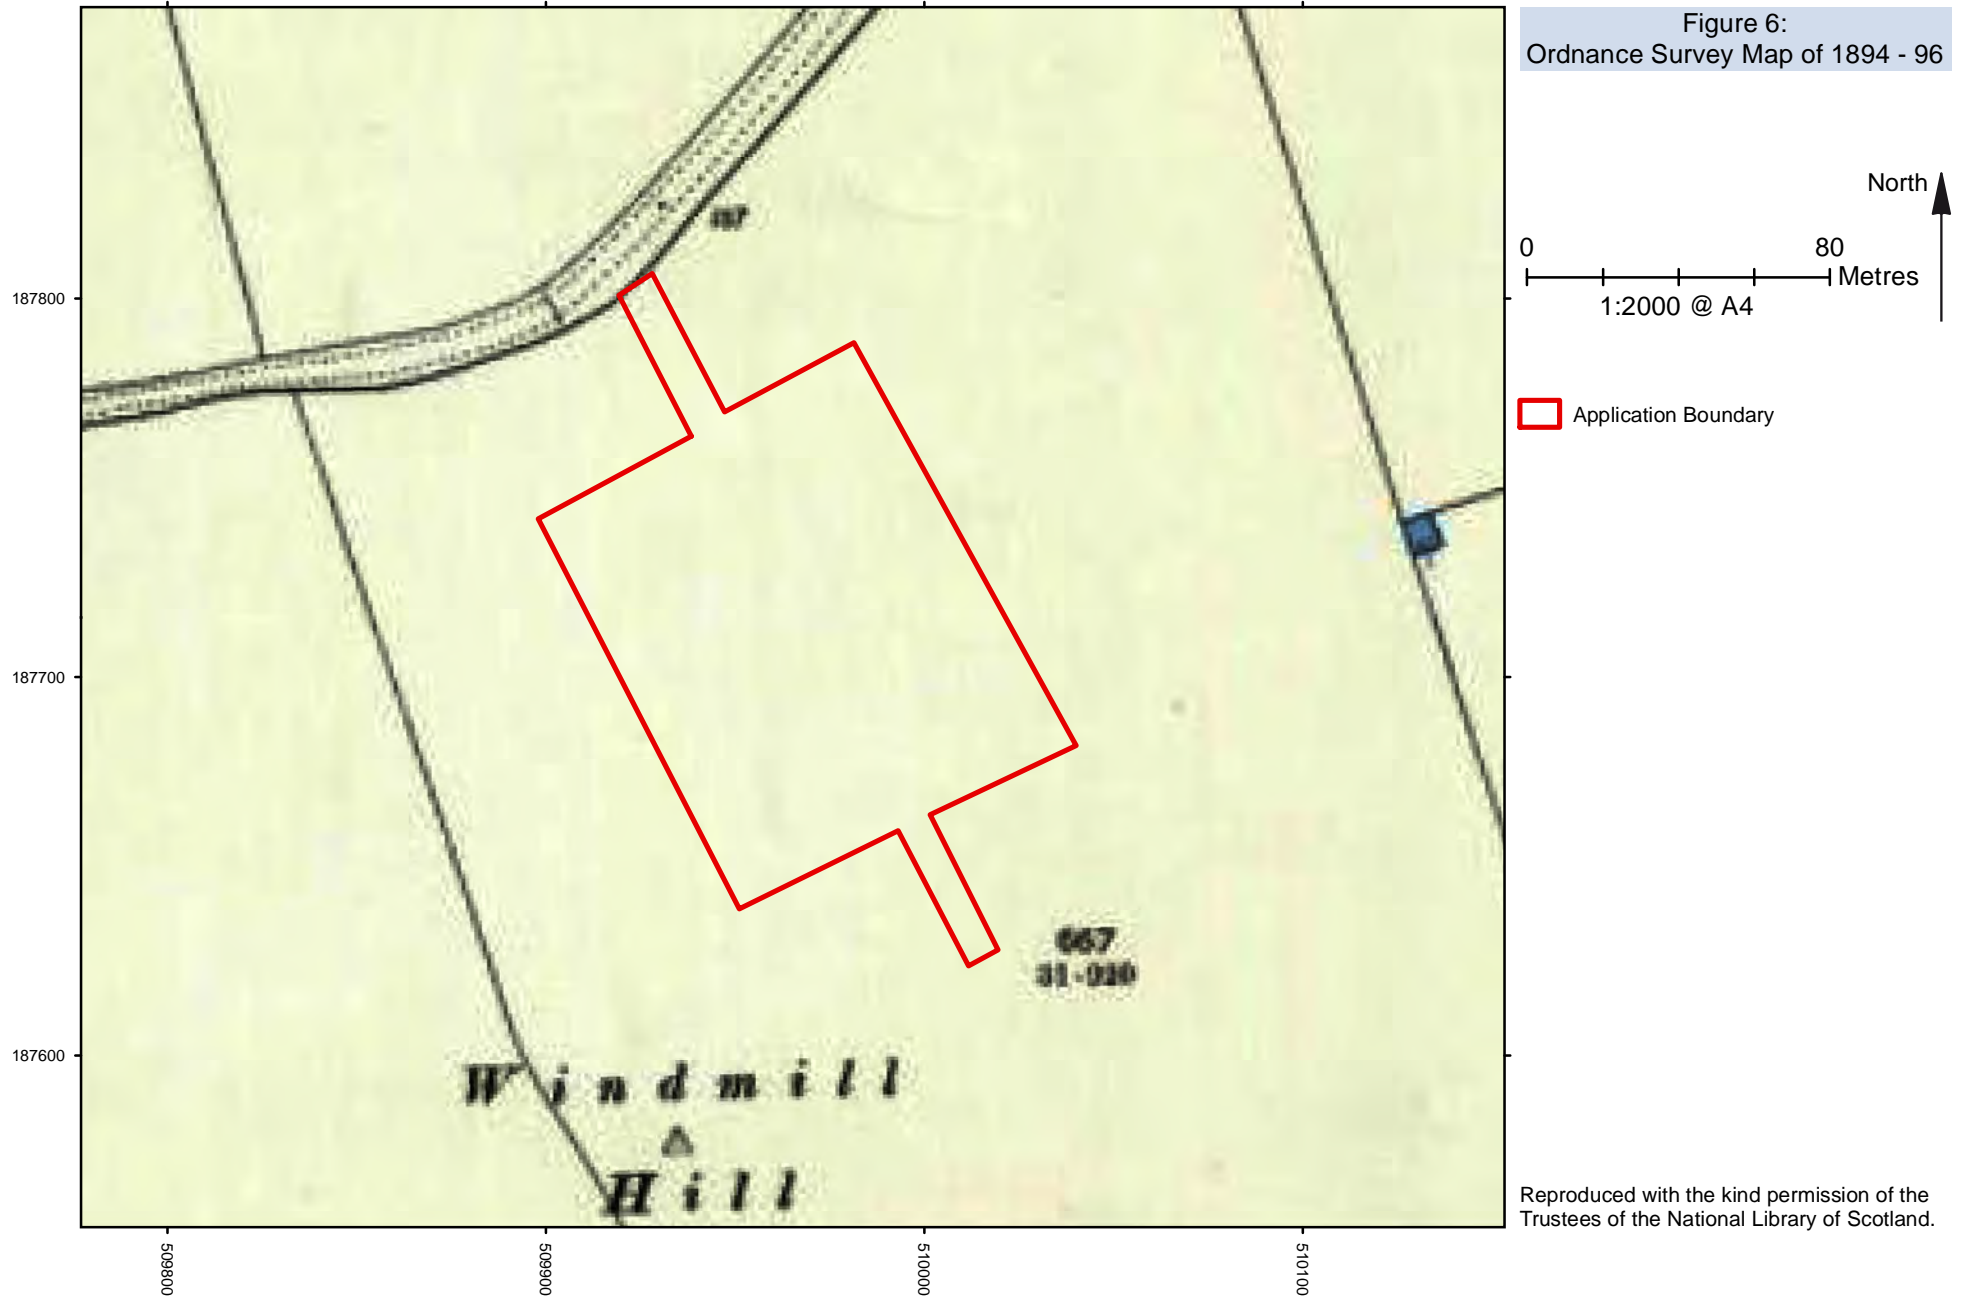 Figure 6:
Ordnance Survey Map of 1894 - 96
North
0 80
Metres
1:2000 @ A4
Application Boundary
187800
187700
667
187600
Windmill
Hill
Reproduced with the kind permission of the
Trustees of the National Library of Scotland.
509800
509900
510000
510100